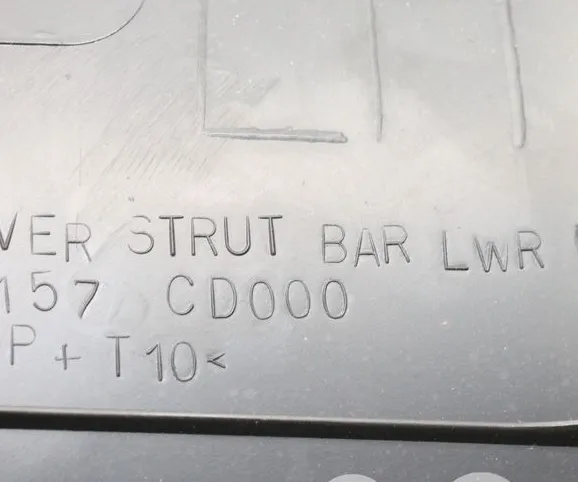 VER STRUT BAR LWR
157 CD000
P + T10<